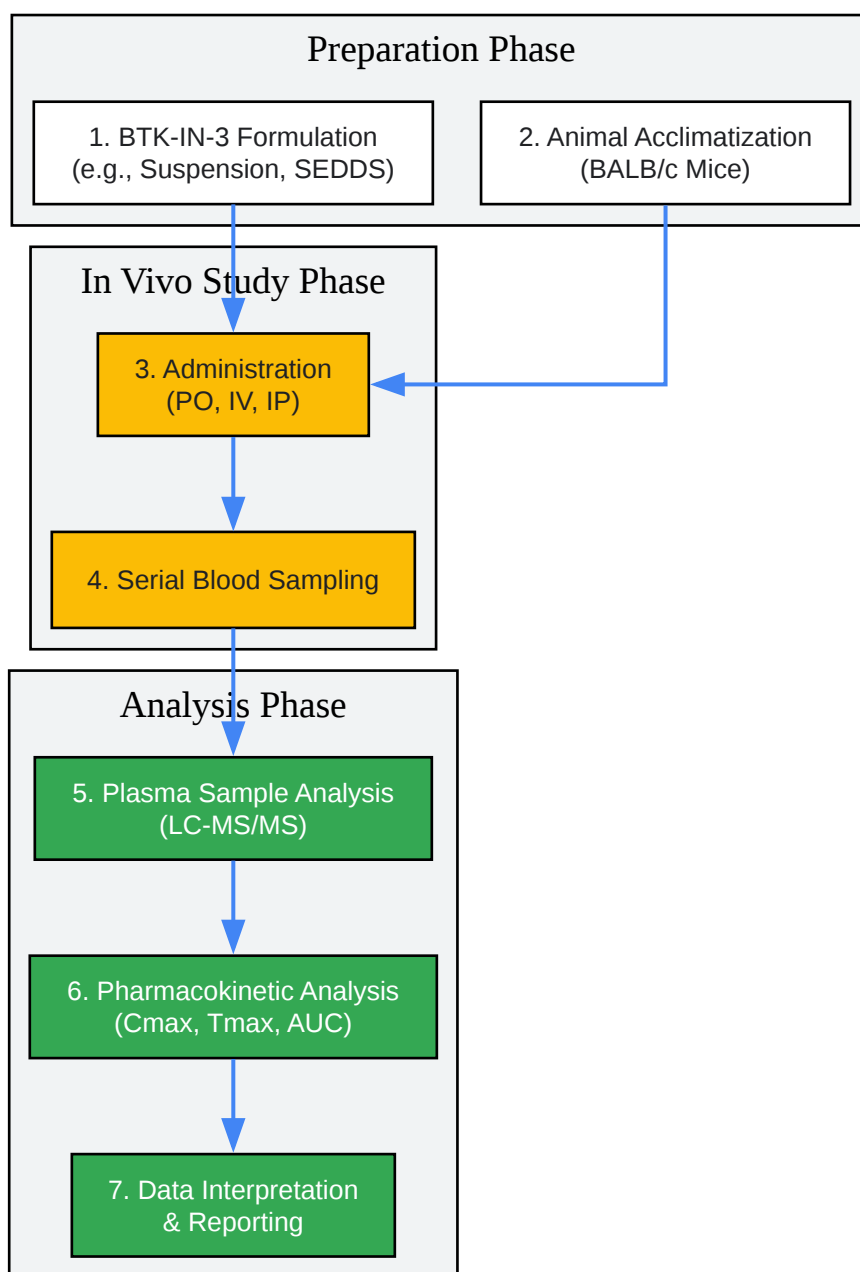 Preparation Phase
1. BTK-IN-3 Formulation
(e.g., Suspension, SEDDS)
2. Animal Acclimatization
(BALB/c Mice)
In Vivo Study Phase
3. Administration
(PO, IV, IP)
4. Serial Blood Sampling
Analysis Phase
5. Plasma Sample Analysis
(LC-MS/MS)
6. Pharmacokinetic Analysis
(Cmax, Tmax, AUC)
7. Data Interpretation
& Reporting